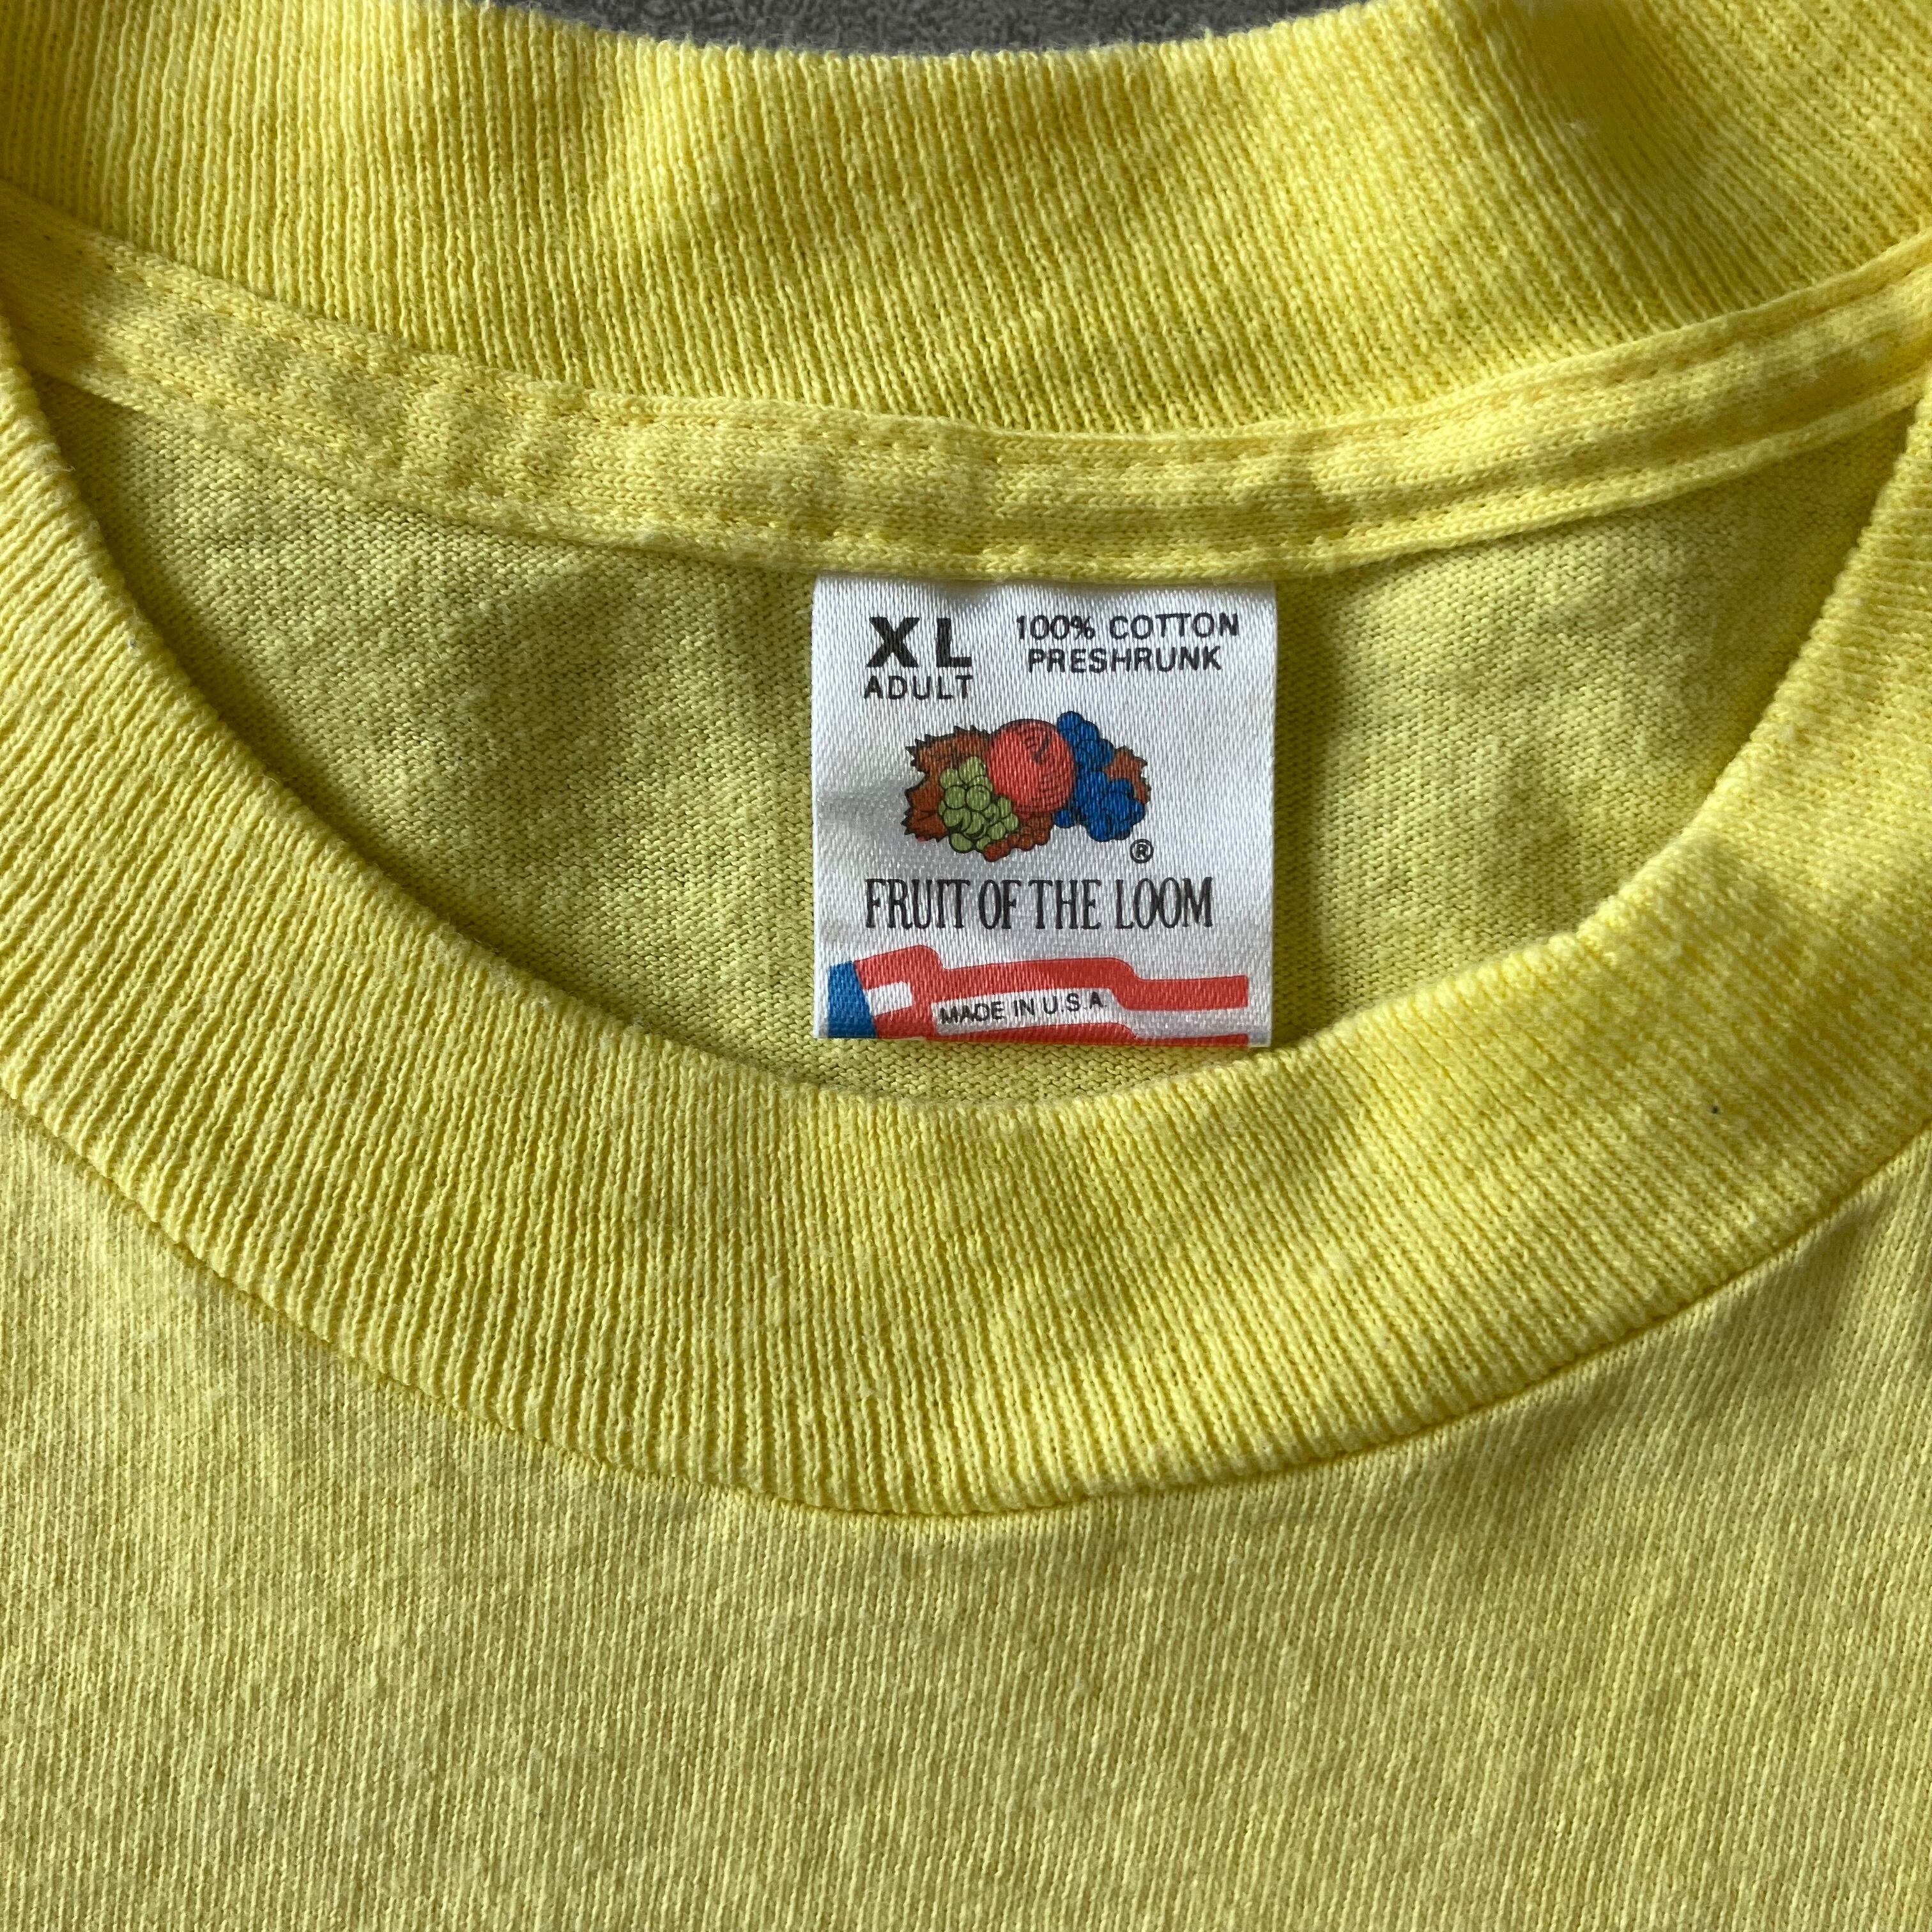 XL
ADULT
100% COTTON
PRESHRUNK
®
FRUIT OF THE LOOM
MADE IN U.S.A.